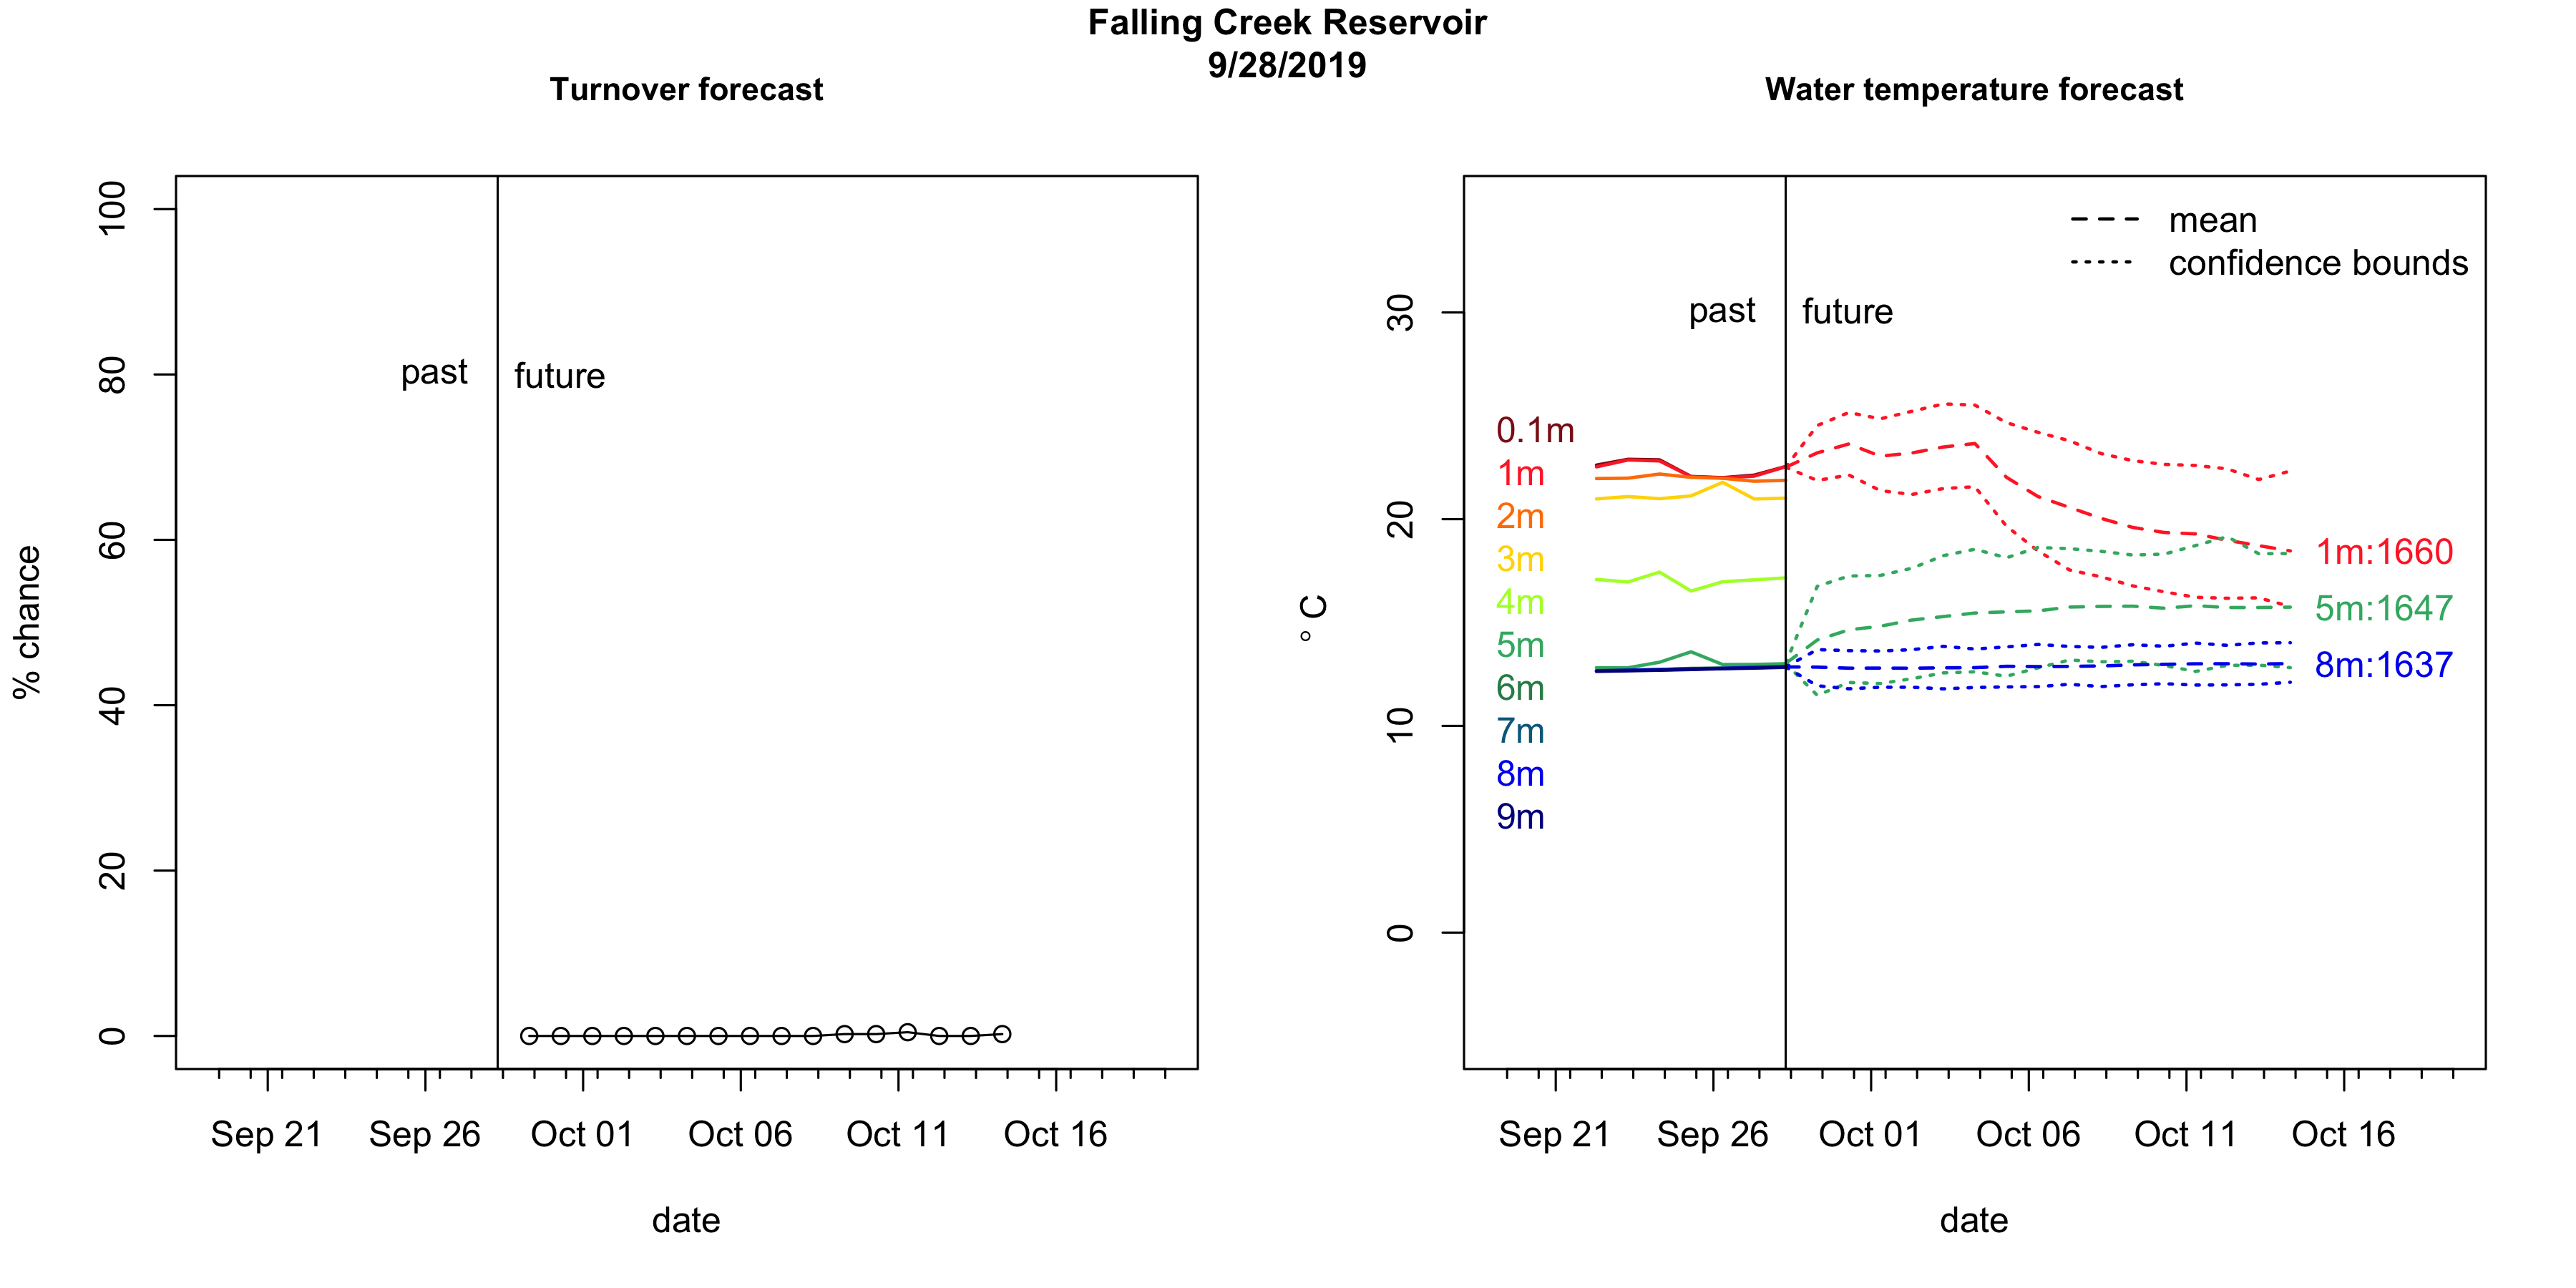 Falling Creek Reservoir
9/28/2019
Turnover forecast
% chance
100
80
60
40
20
0
past
future
Sep 21
Sep 26
Oct 01
Oct 06
Oct 11
Oct 16
date
Water temperature forecast
° C
30
20
10
0
past
future
mean
confidence bounds
0.1m
1m
2m
3m
4m
5m
6m
7m
8m
9m
1m:1660
5m:1647
8m:1637
Sep 21
Sep 26
Oct 01
Oct 06
Oct 11
Oct 16
date